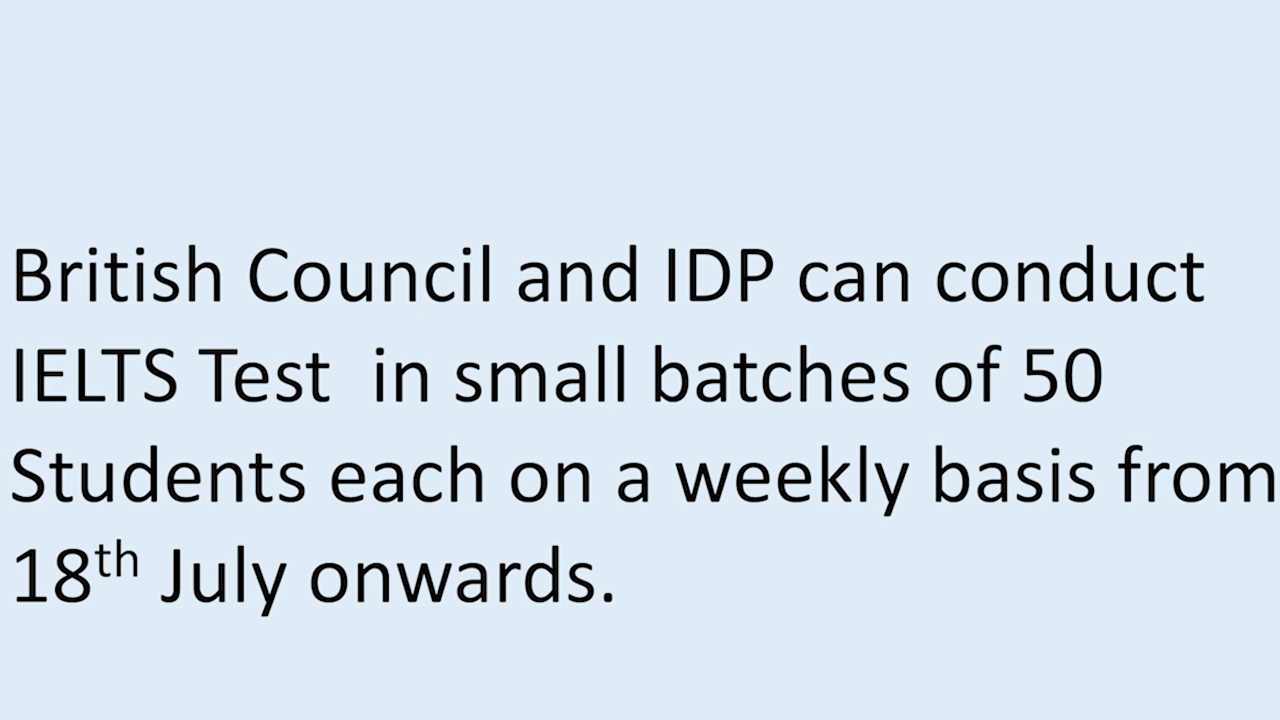 British Council and IDP can conduct
IELTS Test  in small batches of 50
Students each on a weekly basis from
18th July onwards.